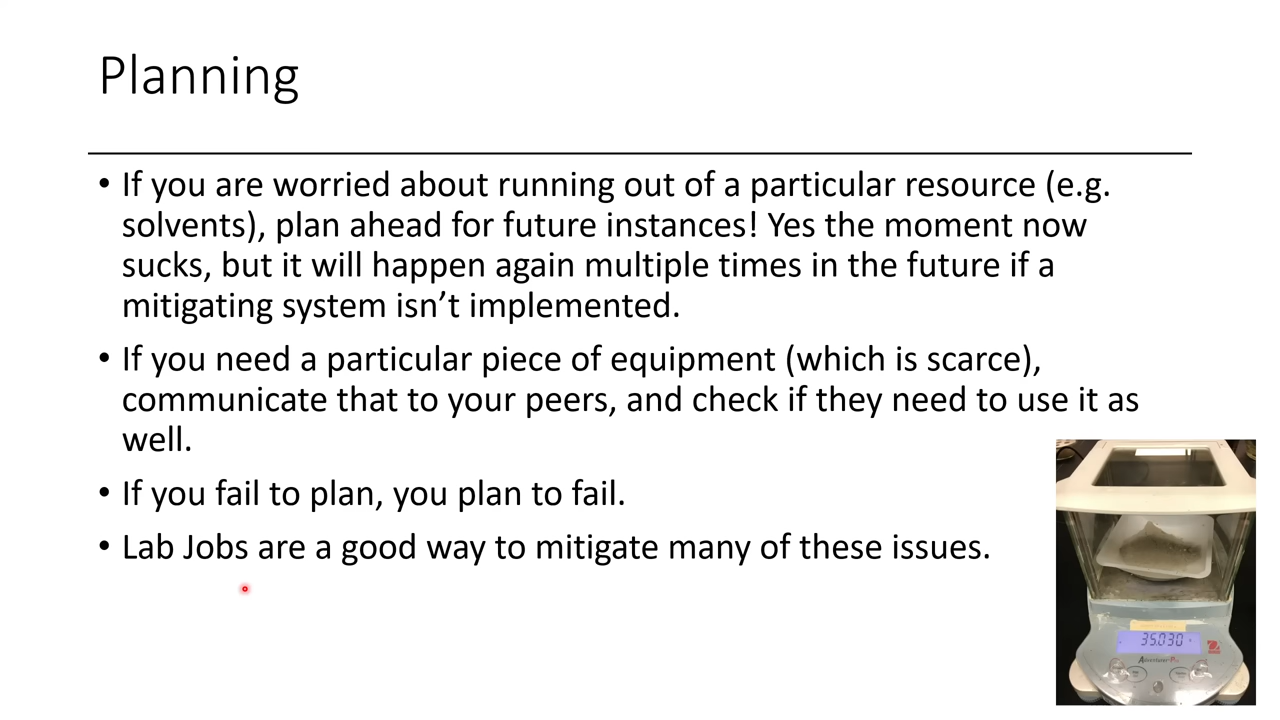 Planning
• If you are worried about running out of a particular resource (e.g.
solvents), plan ahead for future instances! Yes the moment now
sucks, but it will happen again multiple times in the future if a
mitigating system isn’t implemented.
• If you need a particular piece of equipment (which is scarce),
communicate that to your peers, and check if they need to use it as
well.
• If you fail to plan, you plan to fail.
• Lab Jobs are a good way to mitigate many of these issues.
35.030
Adventurer Pro